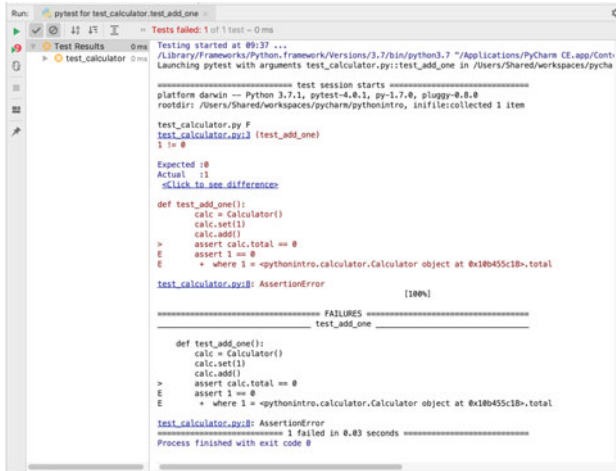 Run: pytest for test_calculator.test_add_one ×
Tests failed: 1 of 1 test – 0 ms
Test Results 0 ms
test_calculator 0 ms
Testing started at 09:37 ...
/Library/Frameworks/Python.framework/Versions/3.7/bin/python3.7 "/Applications/PyCharm CE.app/Cont
Launching pytest with arguments test_calculator.py::test_add_one in /Users/Shared/workspaces/pycha
============================ test session starts =============================
platform darwin -- Python 3.7.1, pytest-4.0.1, py-1.7.0, pluggy-0.8.0
rootdir: /Users/Shared/workspaces/pycharm/pythonintro, inifile:collected 1 item
test_calculator.py F
test_calculator.py:3 (test_add_one)
1 != 0
Expected :0
Actual :1
<Click to see difference>
def test_add_one():
calc = Calculator()
calc.set(1)
calc.add()
> assert calc.total == 0
E assert 1 == 0
E + where 1 = <pythonintro.calculator.Calculator object at 0x10b455c18>.total
test_calculator.py:8: AssertionError
[100%]
=================================== FAILURES ===================================
_________________________________ test_add_one _________________________________
def test_add_one():
calc = Calculator()
calc.set(1)
calc.add()
> assert calc.total == 0
E assert 1 == 0
E + where 1 = <pythonintro.calculator.Calculator object at 0x10b455c18>.total
test_calculator.py:8: AssertionError
=========================== 1 failed in 0.03 seconds ===========================
Process finished with exit code 0